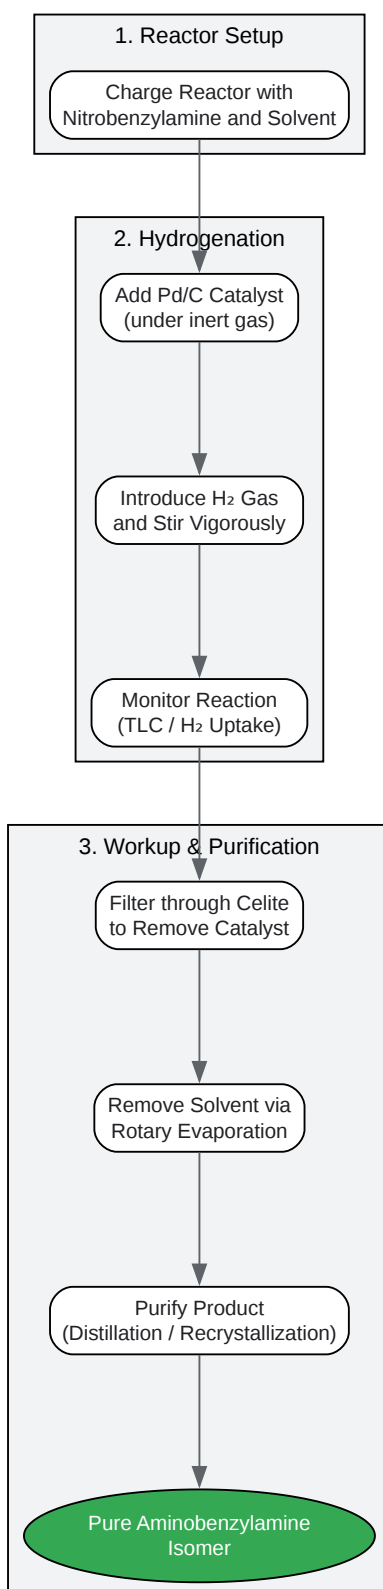 1. Reactor Setup
Charge Reactor with
Nitrobenzylamine and Solvent
2. Hydrogenation
Add Pd/C Catalyst
(under inert gas)
Introduce H₂ Gas
and Stir Vigorously
Monitor Reaction
(TLC / H₂ Uptake)
3. Workup & Purification
Filter through Celite
to Remove Catalyst
Remove Solvent via
Rotary Evaporation
Purify Product
(Distillation / Recrystallization)
Pure Aminobenzylamine
Isomer